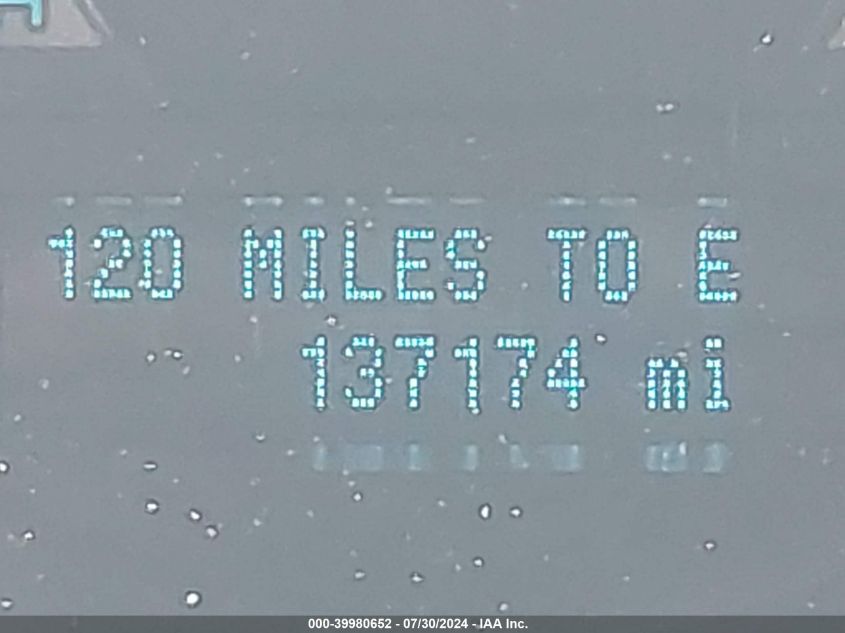 120 MILES TO E
137174 mi
000-39980652 - 07/30/2024 - IAA Inc.